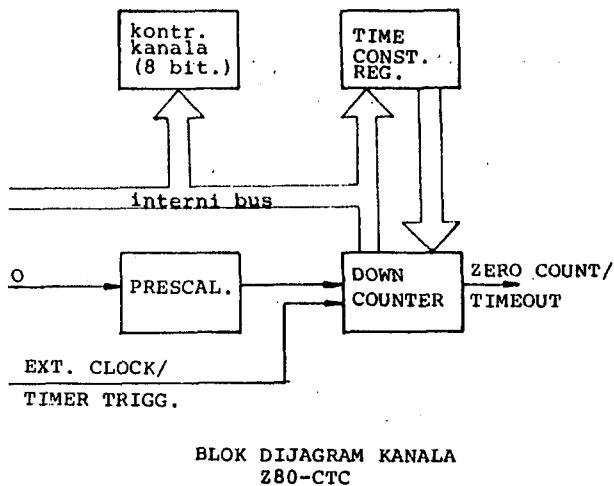 kontr.
kanala
(8 bit.)
TIME
CONST.
REG.
interni bus
O
PRESCAL.
DOWN
COUNTER
ZERO COUNT/
TIMEOUT
EXT. CLOCK/
TIMER TRIGG.
BLOK DIJAGRAM KANALA
Z80-CTC